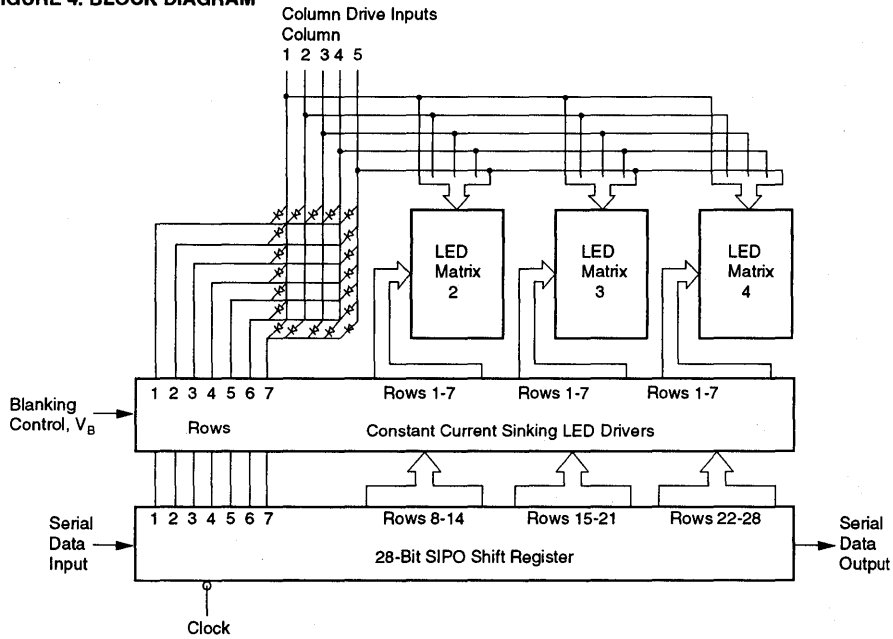 FIGURE 4. BLOCK DIAGRAM
Column Drive Inputs
Column
1 2 3 4 5
LED
Matrix
2
LED
Matrix
3
LED
Matrix
4
1 2 3 4 5 6 7
Rows 1-7
Rows 1-7
Rows 1-7
Blanking
Control, V_B
Rows
Constant Current Sinking LED Drivers
1 2 3 4 5 6 7
Rows 8-14
Rows 15-21
Rows 22-28
Serial
Data
Input
28-Bit SIPO Shift Register
Serial
Data
Output
Clock